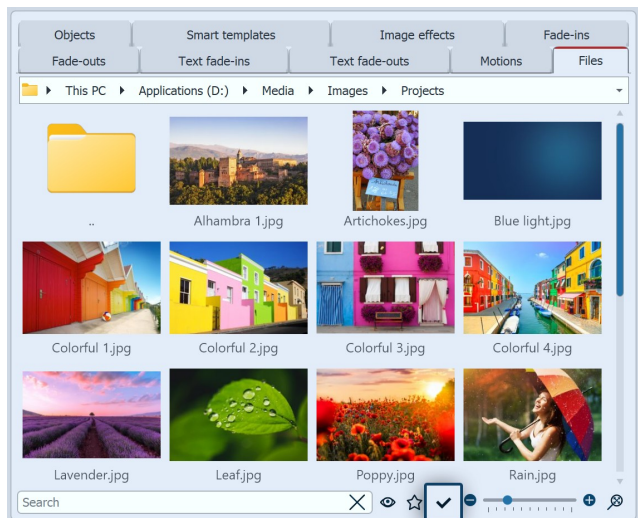 Objects Smart templates Image effects Fade-ins
Fade-outs Text fade-ins Text fade-outs Motions Files
This PC Applications (D:) Media Images Projects
.. Alhambra 1.jpg Artichokes.jpg Blue light.jpg
Colorful 1.jpg Colorful 2.jpg Colorful 3.jpg Colorful 4.jpg
Lavender.jpg Leaf.jpg Poppy.jpg Rain.jpg
Search